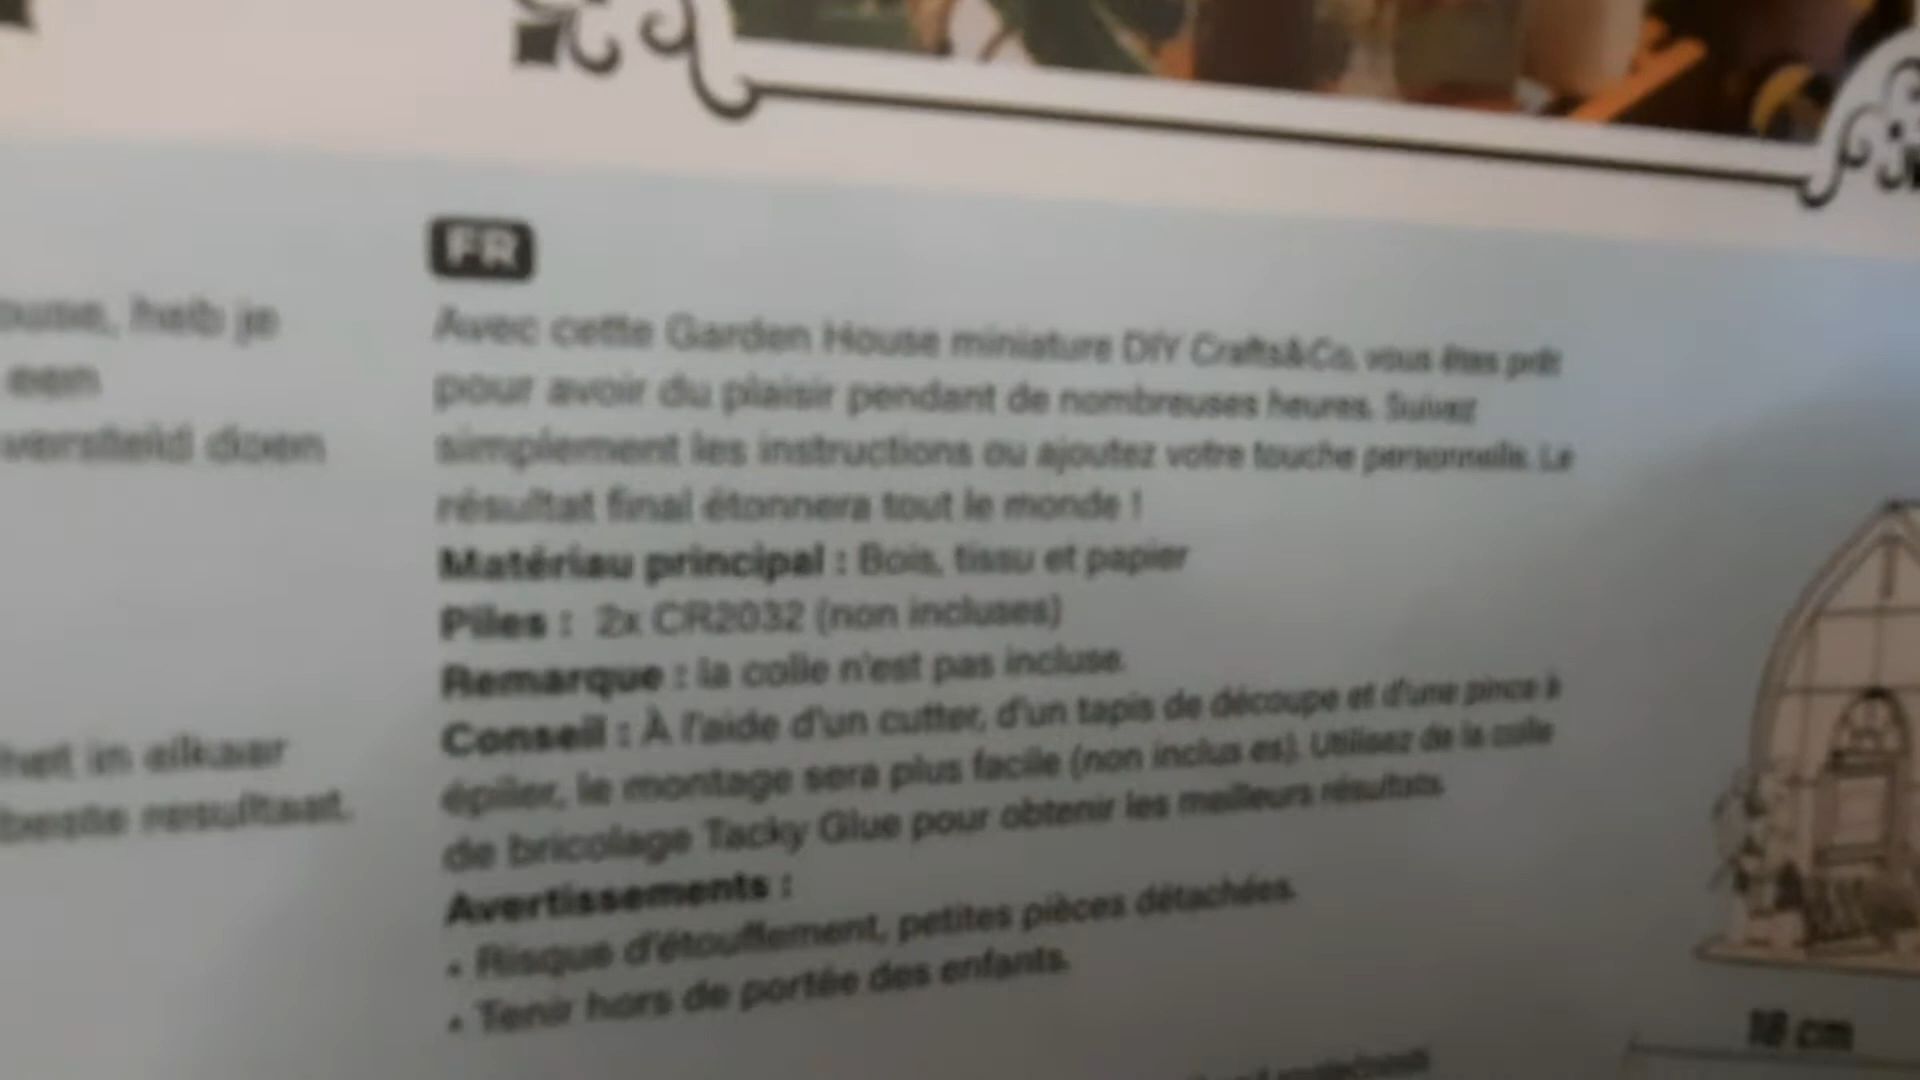 heb je
een
versteld doen
het in elkaar
beste resultaat.
FR
Avec cette Garden House miniature DIY Crafts&Co, vous êtes prêt
pour avoir du plaisir pendant de nombreuses heures. Suivez
simplement les instructions ou ajoutez votre touche personnelle. Le
résultat final étonnera tout le monde !
Matériau principal : Bois, tissu et papier
Piles : 2x CR2032 (non incluses)
Remarque : la colle n'est pas incluse.
Conseil : À l'aide d'un cutter, d'un tapis de découpe et d'une pince à
épiler, le montage sera plus facile (non inclus es). Utilisez de la colle
de bricolage Tacky Glue pour obtenir les meilleurs résultats.
Avertissements :
• Risque d'étouffement, petites pièces détachées.
• Tenir hors de portée des enfants.
18 cm